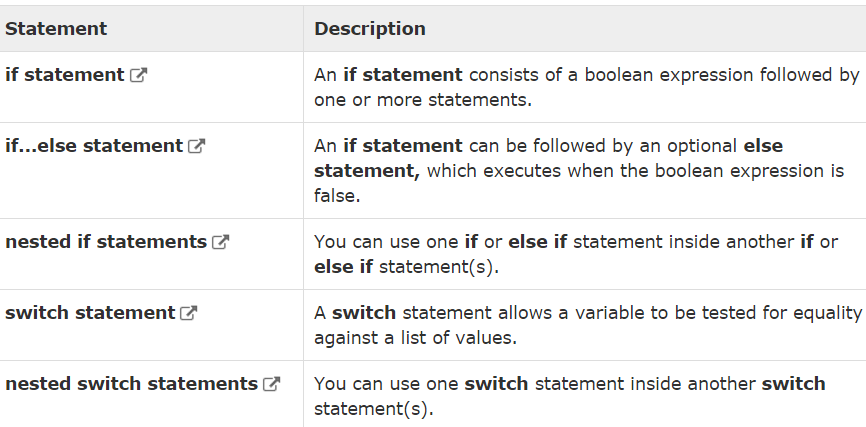 Statement Description
if statement An if statement consists of a boolean expression followed by
one or more statements.
if...else statement An if statement can be followed by an optional else
statement, which executes when the boolean expression is
false.
nested if statements You can use one if or else if statement inside another if or
else if statement(s).
switch statement A switch statement allows a variable to be tested for equality
against a list of values.
nested switch statements You can use one switch statement inside another switch
statement(s).